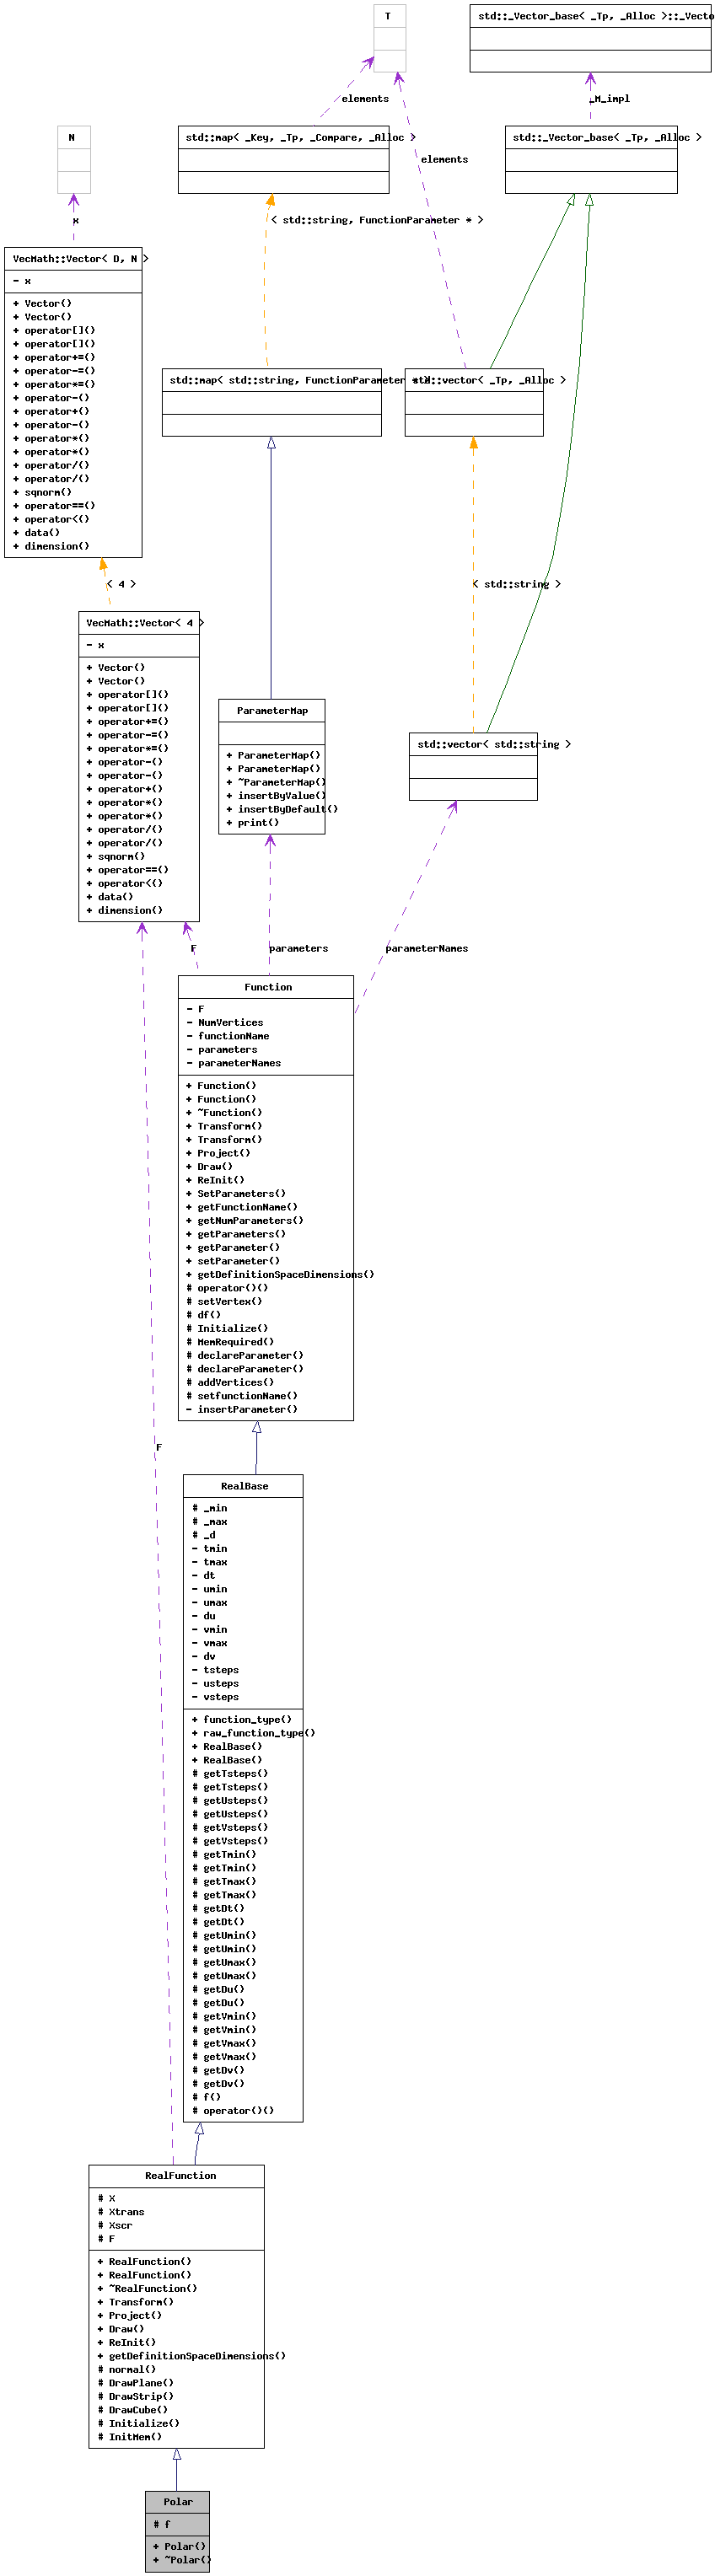 T
std::_Vector_base< _Tp, _Alloc >::_Vecto
elements
_M_impl
N
std::map< _Key, _Tp, _Compare, _Alloc >
std::_Vector_base< _Tp, _Alloc >
elements
x
< std::string, FunctionParameter * >
VecMath::Vector< D, N >
- x
+ Vector()
+ Vector()
+ operator[]()
+ operator[]()
+ operator+=()
+ operator-=()
+ operator*=()
+ operator-()
+ operator+()
+ operator-()
+ operator*()
+ operator*()
+ operator/()
+ operator/()
+ sqnorm()
+ operator==()
+ operator<()
+ data()
+ dimension()
std::map< std::string, FunctionParameter * >
std::vector< _Tp, _Alloc >
< 4 >
< std::string >
VecMath::Vector< 4 >
- x
+ Vector()
+ Vector()
+ operator[]()
+ operator[]()
+ operator+=()
+ operator-=()
+ operator*=()
+ operator-()
+ operator-()
+ operator+()
+ operator*()
+ operator*()
+ operator/()
+ operator/()
+ sqnorm()
+ operator==()
+ operator<()
+ data()
+ dimension()
ParameterMap
+ ParameterMap()
+ ParameterMap()
+ ~ParameterMap()
+ insertByValue()
+ insertByDefault()
+ print()
std::vector< std::string >
F
parameters
parameterNames
Function
- F
- NumVertices
- functionName
- parameters
- parameterNames
+ Function()
+ Function()
+ ~Function()
+ Transform()
+ Transform()
+ Project()
+ Draw()
+ ReInit()
+ SetParameters()
+ getFunctionName()
+ getNumParameters()
+ getParameters()
+ getParameter()
+ setParameter()
+ getDefinitionSpaceDimensions()
# operator()()
# setVertex()
# df()
# Initialize()
# MemRequired()
# declareParameter()
# declareParameter()
# addVertices()
# setfunctionName()
- insertParameter()
F
RealBase
# _min
# _max
# _d
- tmin
- tmax
- dt
- umin
- umax
- du
- vmin
- vmax
- dv
- tsteps
- usteps
- vsteps
+ function_type()
+ raw_function_type()
+ RealBase()
+ RealBase()
# getTsteps()
# getTsteps()
# getUsteps()
# getUsteps()
# getVsteps()
# getVsteps()
# getTmin()
# getTmin()
# getTmax()
# getTmax()
# getDt()
# getDt()
# getUmin()
# getUmin()
# getUmax()
# getUmax()
# getDu()
# getDu()
# getVmin()
# getVmin()
# getVmax()
# getVmax()
# getDv()
# getDv()
# f()
# operator()()
RealFunction
# X
# Xtrans
# Xscr
# F
+ RealFunction()
+ RealFunction()
+ ~RealFunction()
+ Transform()
+ Project()
+ Draw()
+ ReInit()
+ getDefinitionSpaceDimensions()
# normal()
# DrawPlane()
# DrawStrip()
# DrawCube()
# Initialize()
# InitMem()
Polar
# f
+ Polar()
+ ~Polar()